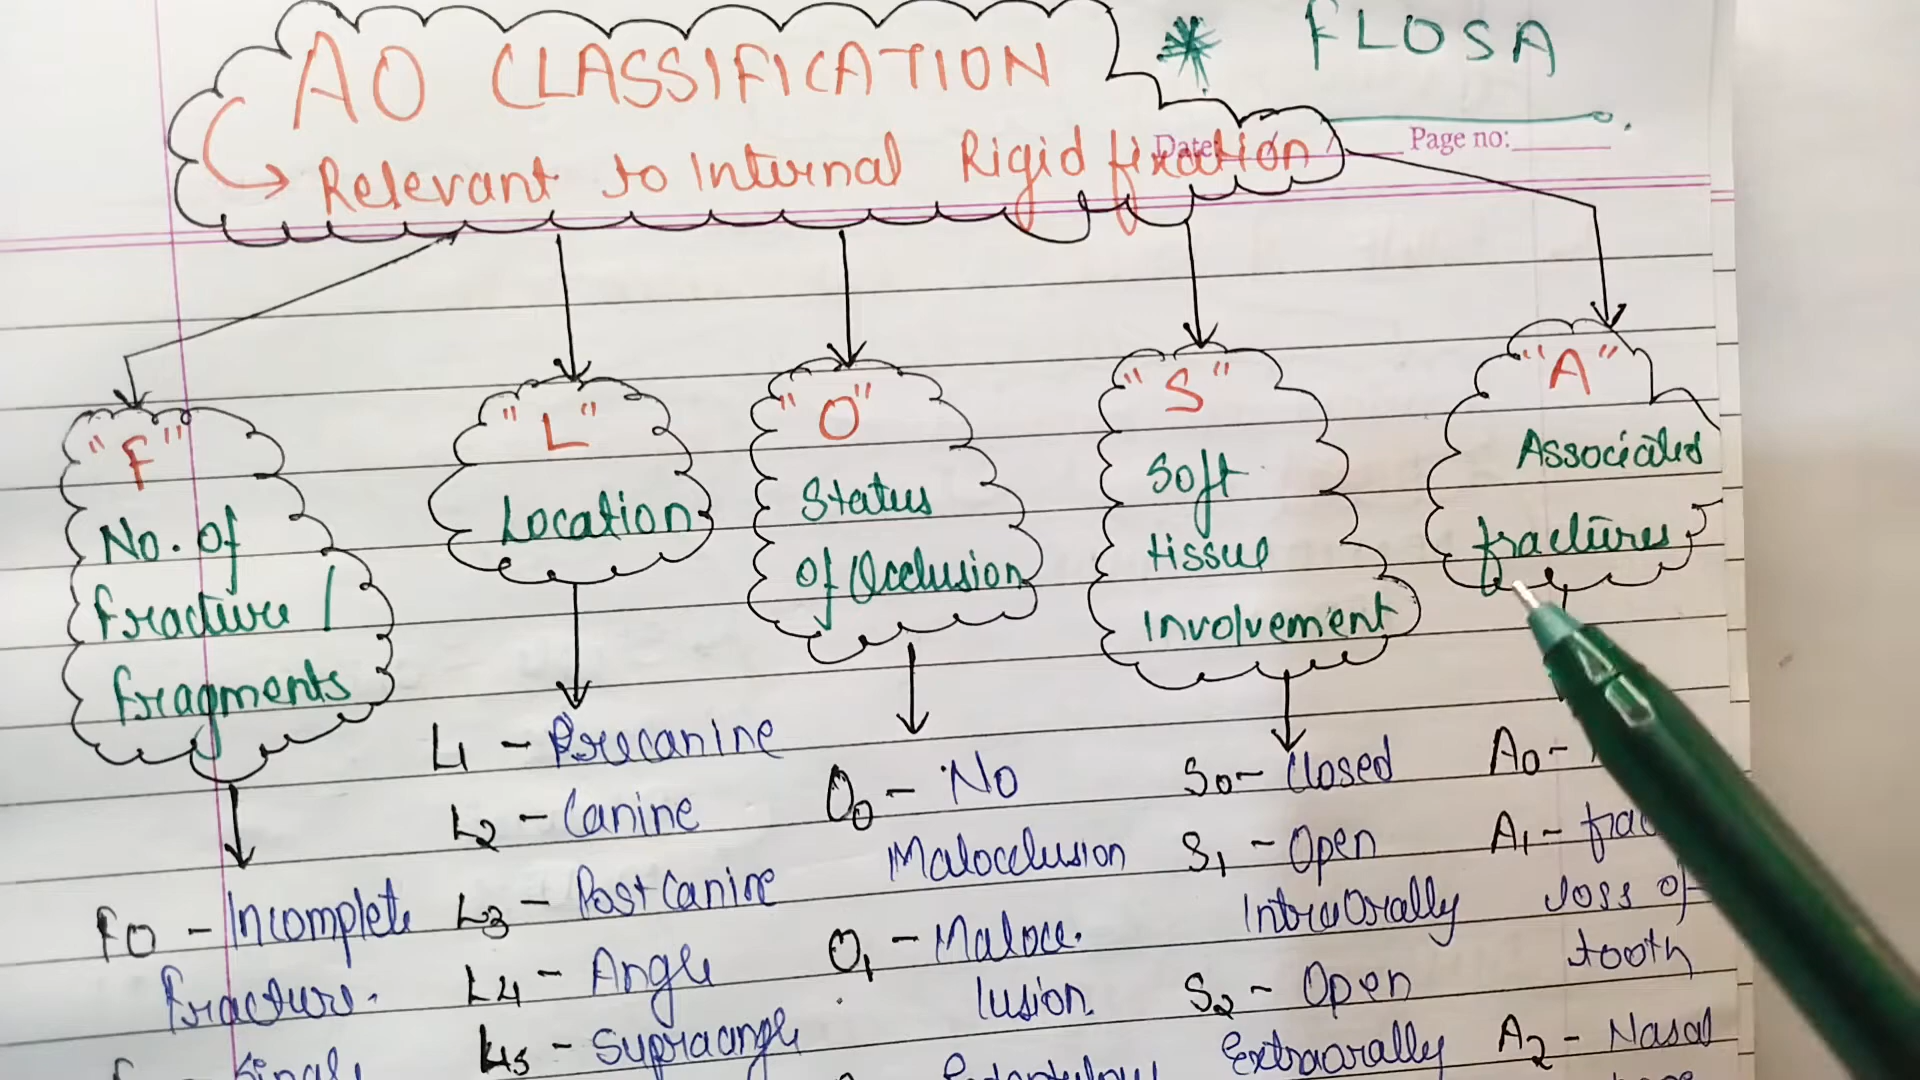 AO CLASSIFICATION
* FLOSA
Relevant to Internal Rigid fixation
Date:
Page no:
"F"
No. of
fracture /
fragments
"L"
Location
"O"
Status
of Occlusion
"S"
Soft
tissue
Involvement
"A"
Associated
fractures
F0 - Incomplete
fracture.
L1 - Precanine
L2 - Canine
L3 - Post Canine
L4 - Angle
L5 - Supraangle
O0 - No
Malocclusion
O1 - Malocc.
lusion.
S0 - Closed
S1 - Open
IntraOrally
S2 - Open
Extraorally
A0 -
A1 -
loss of
tooth
A2 - Nasal